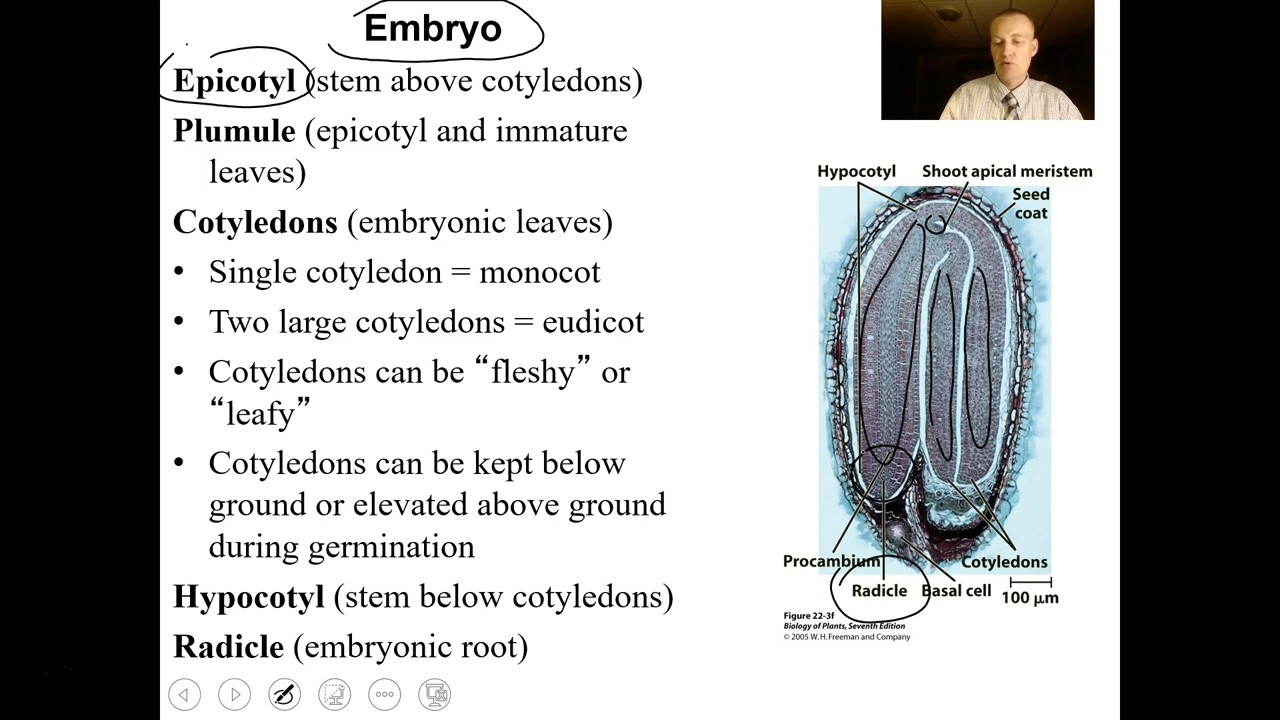 Embryo
Epicotyl (stem above cotyledons)
Plumule (epicotyl and immature
leaves)
Cotyledons (embryonic leaves)
• Single cotyledon = monocot
• Two large cotyledons = eudicot
• Cotyledons can be “fleshy” or
“leafy”
• Cotyledons can be kept below
ground or elevated above ground
during germination
Hypocotyl (stem below cotyledons)
Radicle (embryonic root)
Hypocotyl
Shoot apical meristem
Seed
coat
Procambium
Cotyledons
Radicle
Basal cell
100 μm
Figure 22-3f
Biology of Plants, Seventh Edition
© 2005 W. H. Freeman and Company